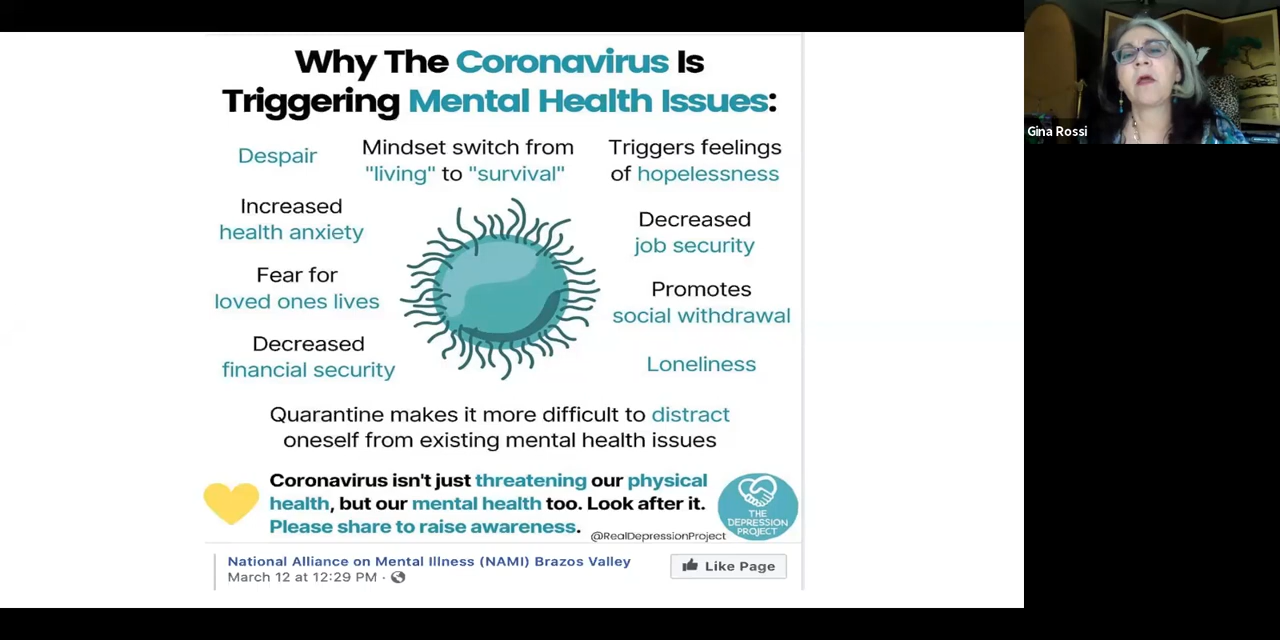 Why The Coronavirus Is
Triggering Mental Health Issues:
Despair
Mindset switch from
"living" to "survival"
Triggers feelings
of hopelessness
Increased
health anxiety
Decreased
job security
Fear for
loved ones lives
Promotes
social withdrawal
Decreased
financial security
Loneliness
Quarantine makes it more difficult to distract
oneself from existing mental health issues
Coronavirus isn't just threatening our physical
health, but our mental health too. Look after it.
Please share to raise awareness.
@RealDepressionProject
THE
DEPRESSION
PROJECT
National Alliance on Mental Illness (NAMI) Brazos Valley
March 12 at 12:29 PM ·
Like Page
Gina Rossi